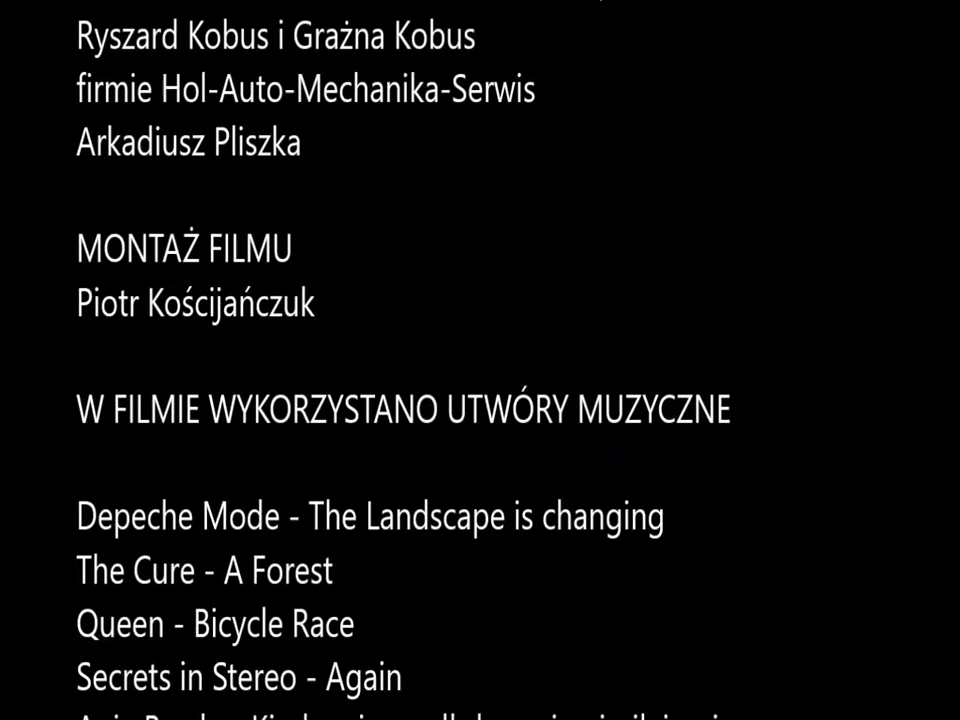 Ryszard Kobus i Grażna Kobus
firmie Hol-Auto-Mechanika-Serwis
Arkadiusz Pliszka
MONTAŻ FILMU
Piotr Kościjańczuk
W FILMIE WYKORZYSTANO UTWÓRY MUZYCZNE
Depeche Mode - The Landscape is changing
The Cure - A Forest
Queen - Bicycle Race
Secrets in Stereo - Again